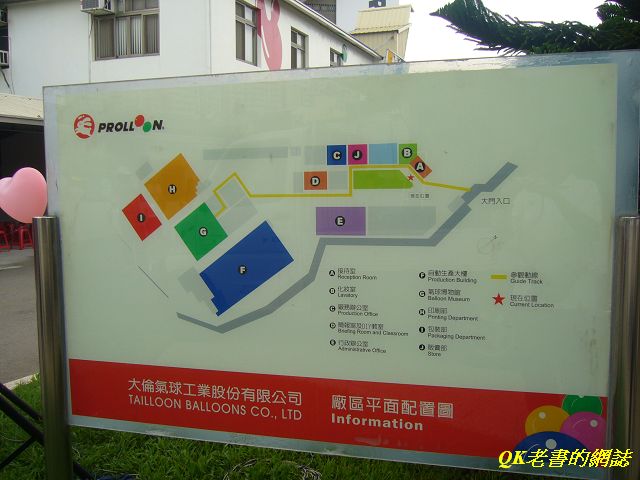 PROLLOON®
C
J
B
A
H
D
I
G
E
F
現在位置
大門入口
A 接待室
Reception Room
B 化妝室
Lavatory
C 廠務辦公室
Production Office
D 簡報室及DIY教室
Briefing Room and Classroom
E 行政辦公室
Administrative Office
F 自動生產大樓
Production Building
G 氣球博物館
Balloon Museum
H 印刷部
Printing Department
I 包裝部
Packaging Department
J 販賣部
Store
參觀動線
Guide Track
現在位置
Current Location
大倫氣球工業股份有限公司
TAILLOON BALLOONS CO., LTD
廠區平面配置圖
Information
QK老書的網誌